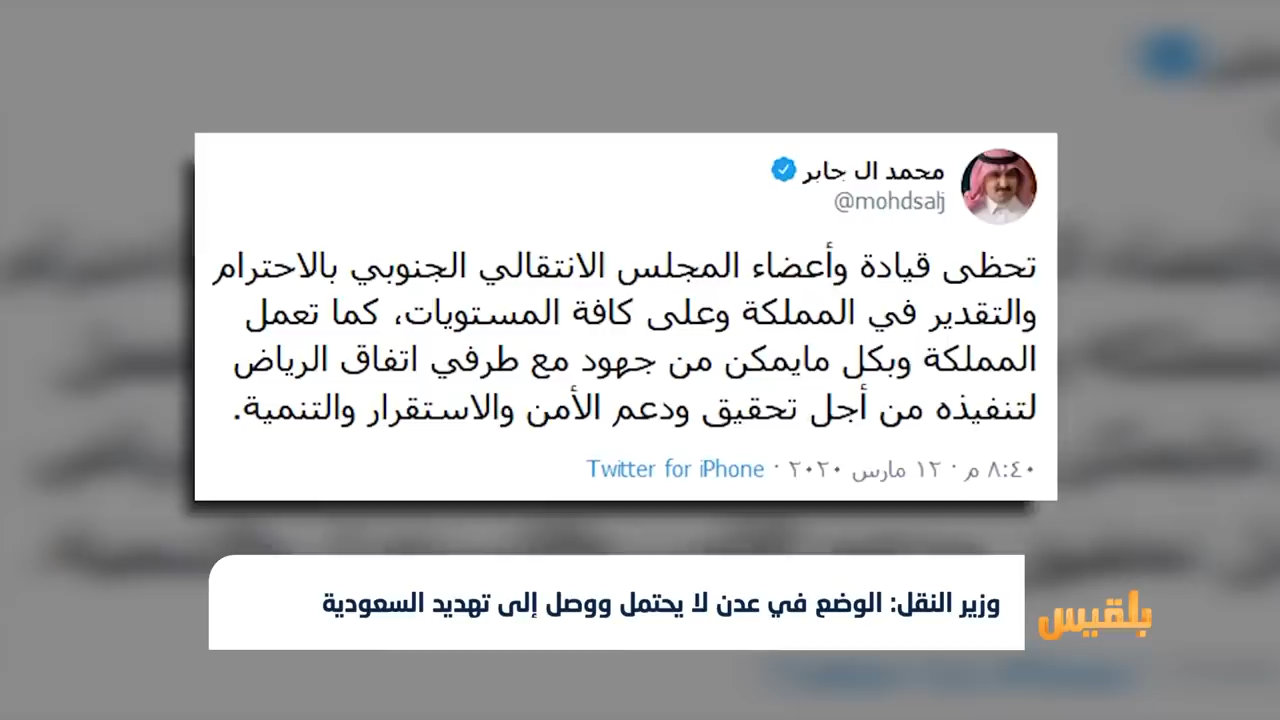 محمد ال جابر
@mohdsalj
تحظى قيادة وأعضاء المجلس الانتقالي الجنوبي بالاحترام
والتقدير في المملكة وعلى كافة المستويات، كما تعمل
المملكة وبكل مايمكن من جهود مع طرفي اتفاق الرياض
لتنفيذه من أجل تحقيق ودعم الأمن والاستقرار والتنمية.
٨:٤٠ م · ١٢ مارس ٢٠٢٠ · Twitter for iPhone
وزير النقل: الوضع في عدن لا يحتمل ووصل إلى تهديد السعودية
بلقيس